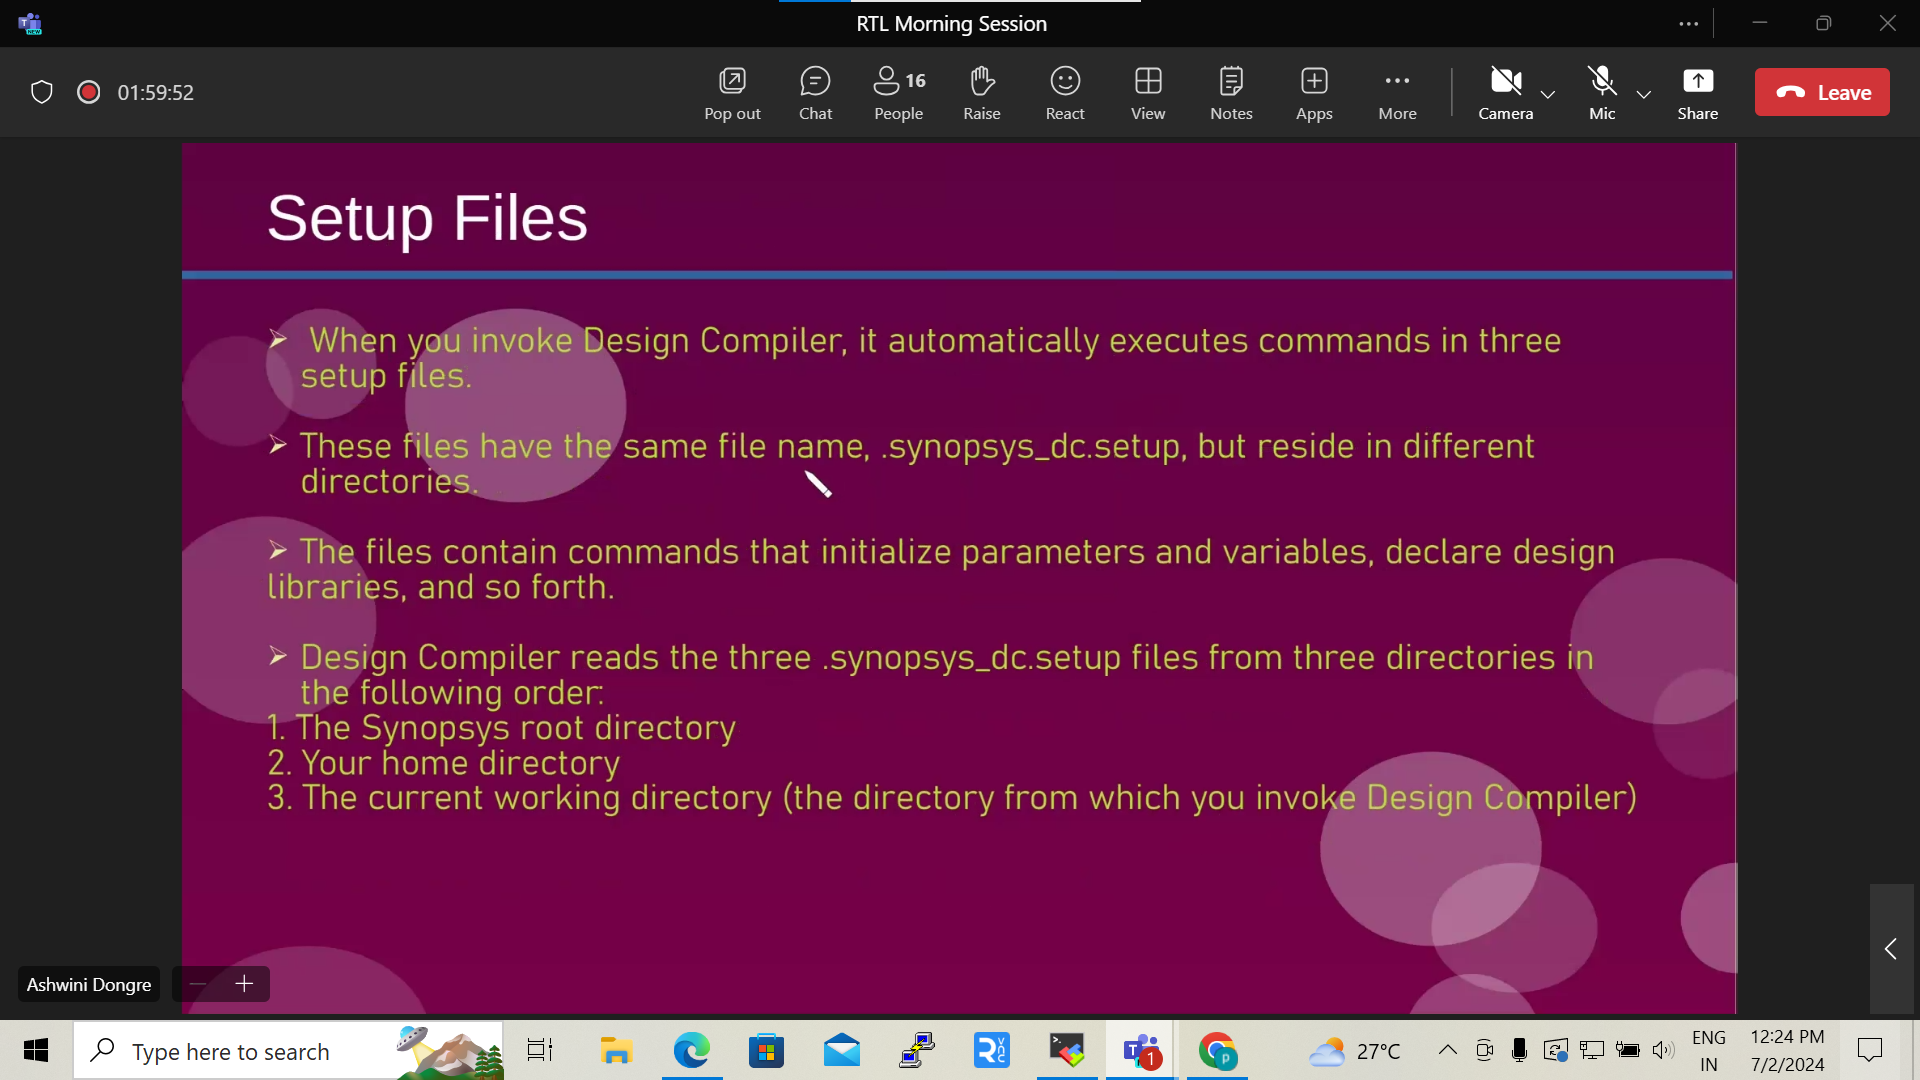 RTL Morning Session
01:59:52
Pop out
Chat
16
People
Raise
React
View
Notes
Apps
More
Camera
Mic
Share
Leave
Setup Files
➢ When you invoke Design Compiler, it automatically executes commands in three
setup files.
➢ These files have the same file name, .synopsys_dc.setup, but reside in different
directories.
➢ The files contain commands that initialize parameters and variables, declare design
libraries, and so forth.
➢ Design Compiler reads the three .synopsys_dc.setup files from three directories in
the following order:
1. The Synopsys root directory
2. Your home directory
3. The current working directory (the directory from which you invoke Design Compiler)
Ashwini Dongre
Type here to search
1
p
27°C
ENG
IN
12:24 PM
7/2/2024